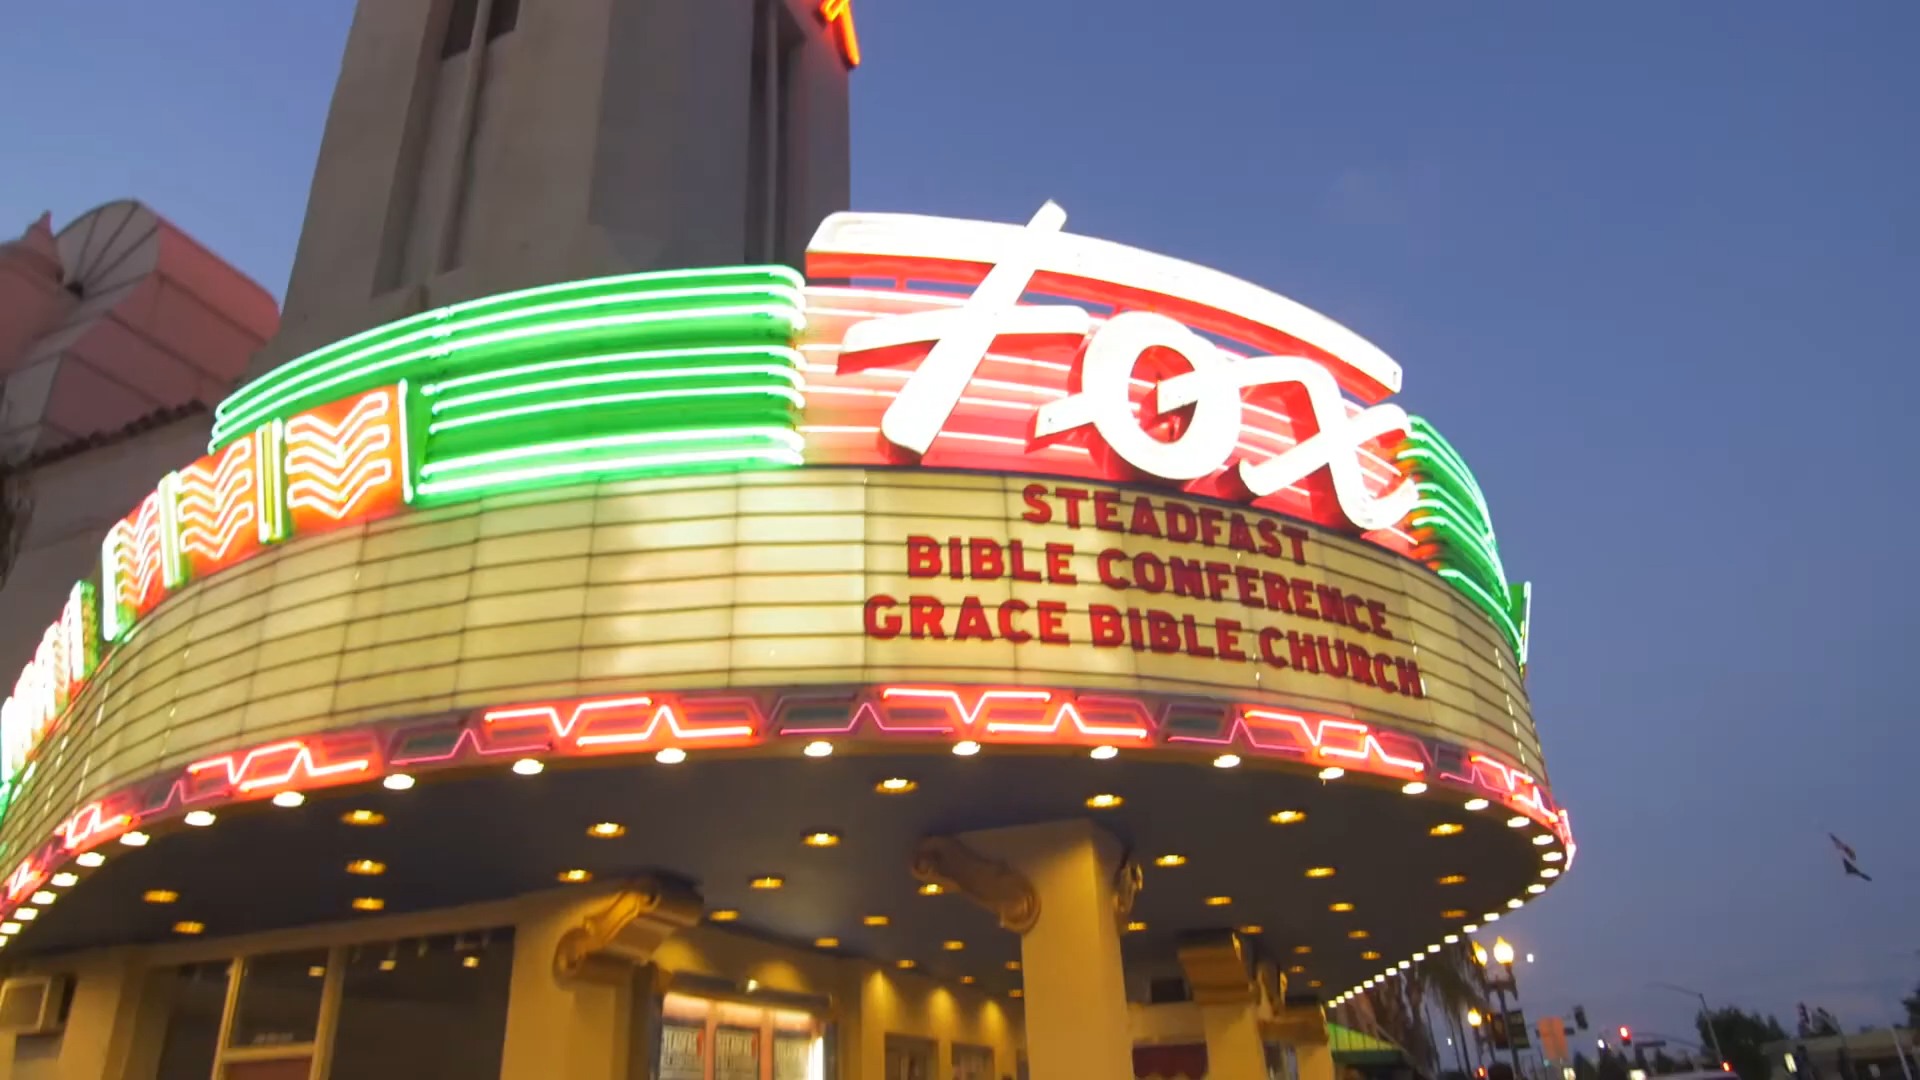 Fox
STEADFAST
BIBLE CONFERENCE
GRACE BIBLE CHURCH